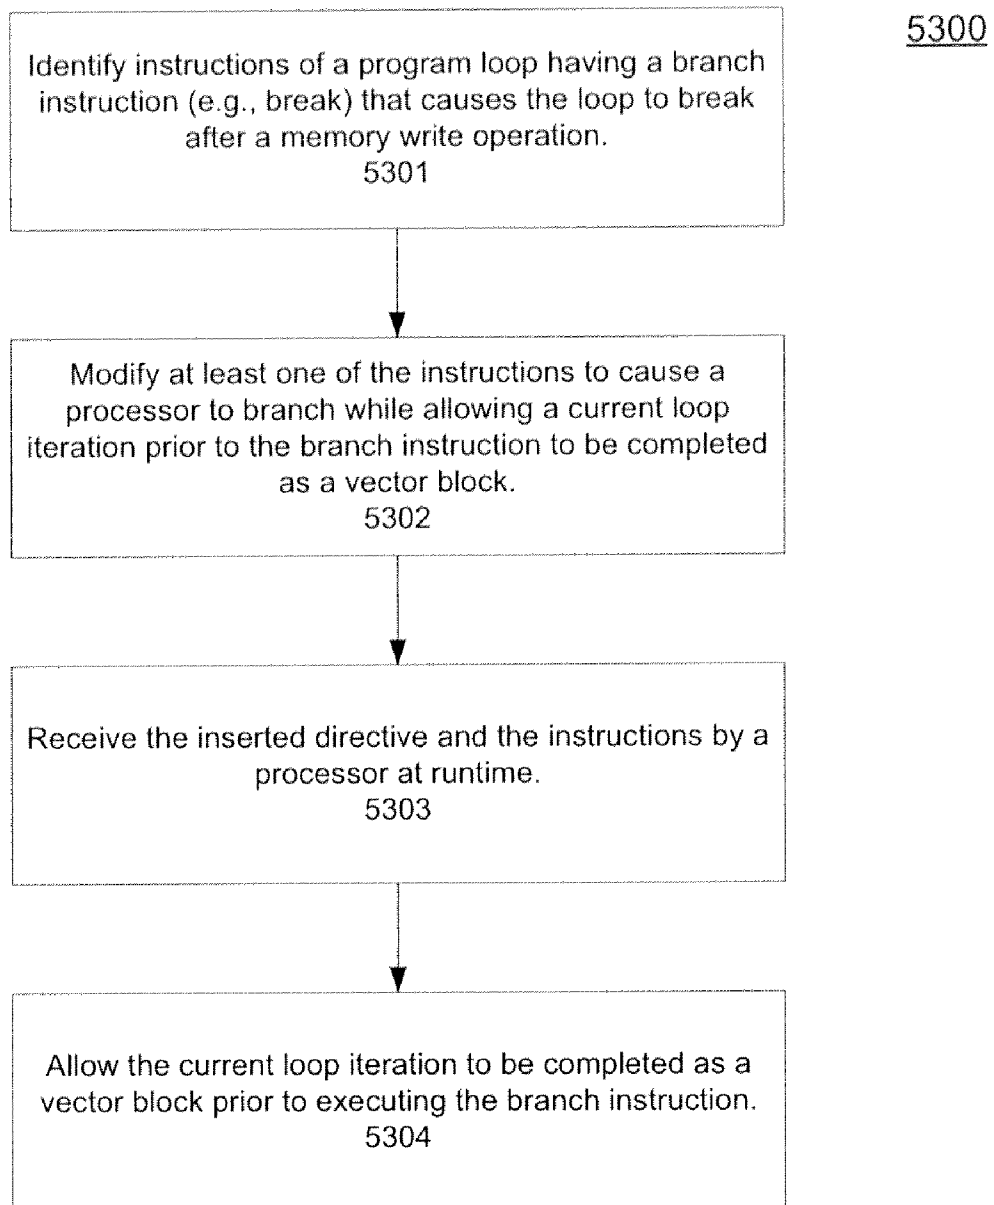 5300
Identify instructions of a program loop having a branch
instruction (e.g., break) that causes the loop to break
after a memory write operation.
5301
Modify at least one of the instructions to cause a
processor to branch while allowing a current loop
iteration prior to the branch instruction to be completed
as a vector block.
5302
Receive the inserted directive and the instructions by a
processor at runtime.
5303
Allow the current loop iteration to be completed as a
vector block prior to executing the branch instruction.
5304